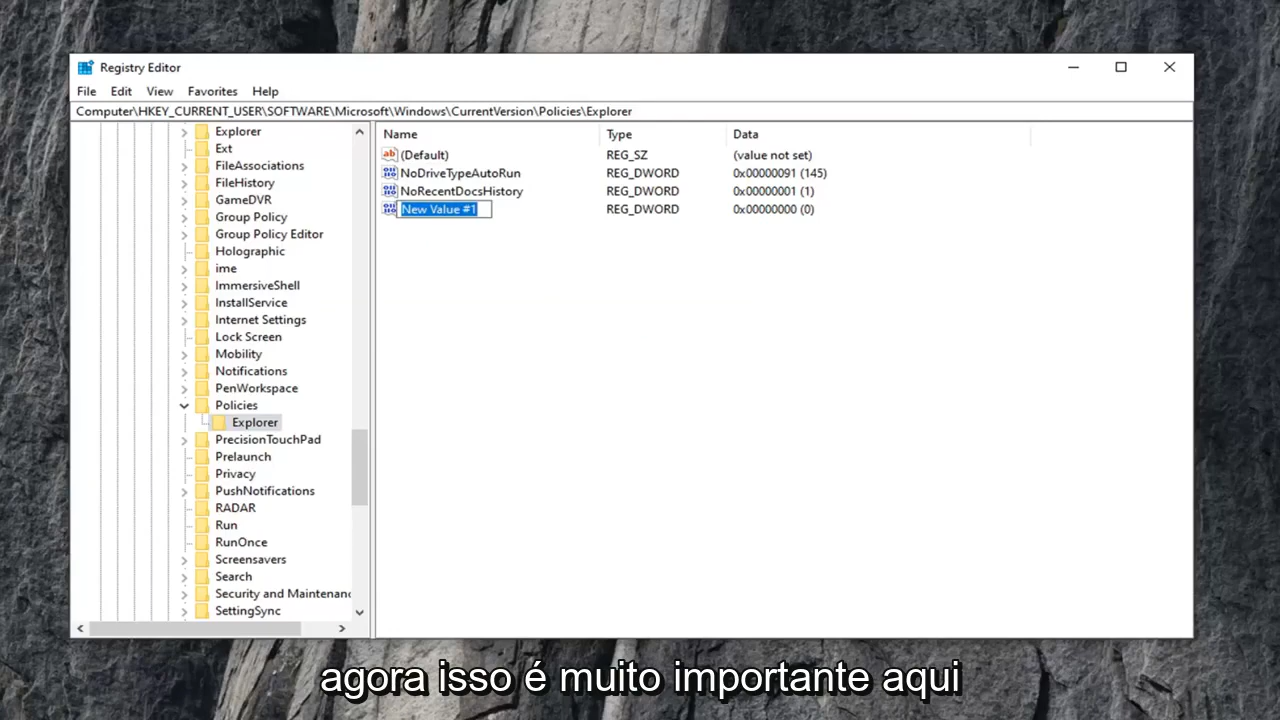 Registry Editor
File Edit View Favorites Help
Computer\HKEY_CURRENT_USER\SOFTWARE\Microsoft\Windows\CurrentVersion\Policies\Explorer
Explorer
Ext
FileAssociations
FileHistory
GameDVR
Group Policy
Group Policy Editor
Holographic
ime
ImmersiveShell
InstallService
Internet Settings
Lock Screen
Mobility
Notifications
PenWorkspace
Policies
Explorer
PrecisionTouchPad
Prelaunch
Privacy
PushNotifications
RADAR
Run
RunOnce
Screensavers
Search
Security and Maintenanc
SettingSync
Name Type Data
(Default) REG_SZ (value not set)
NoDriveTypeAutoRun REG_DWORD 0x00000091 (145)
NoRecentDocsHistory REG_DWORD 0x00000001 (1)
New Value #1 REG_DWORD 0x00000000 (0)
agora isso é muito importante aqui